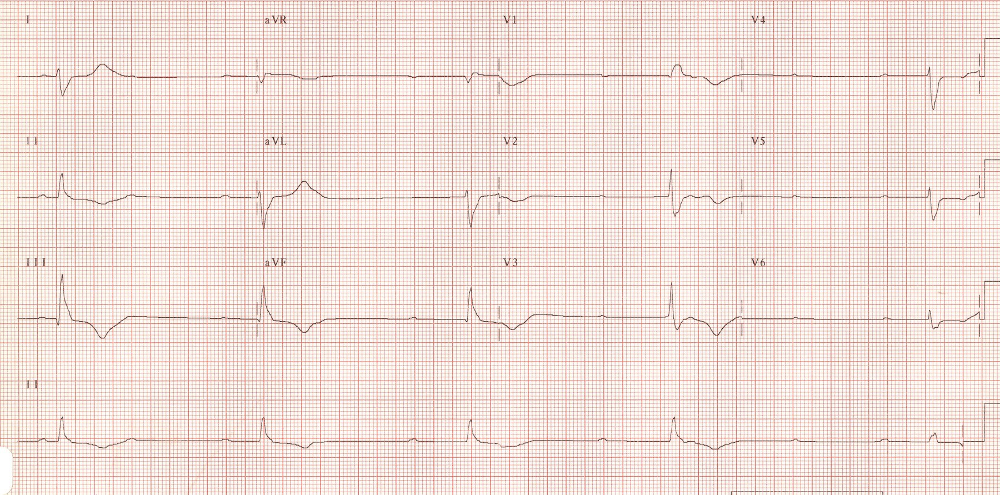 I aVR V1 V4
II aVL V2 V5
III aVF V3 V6
II